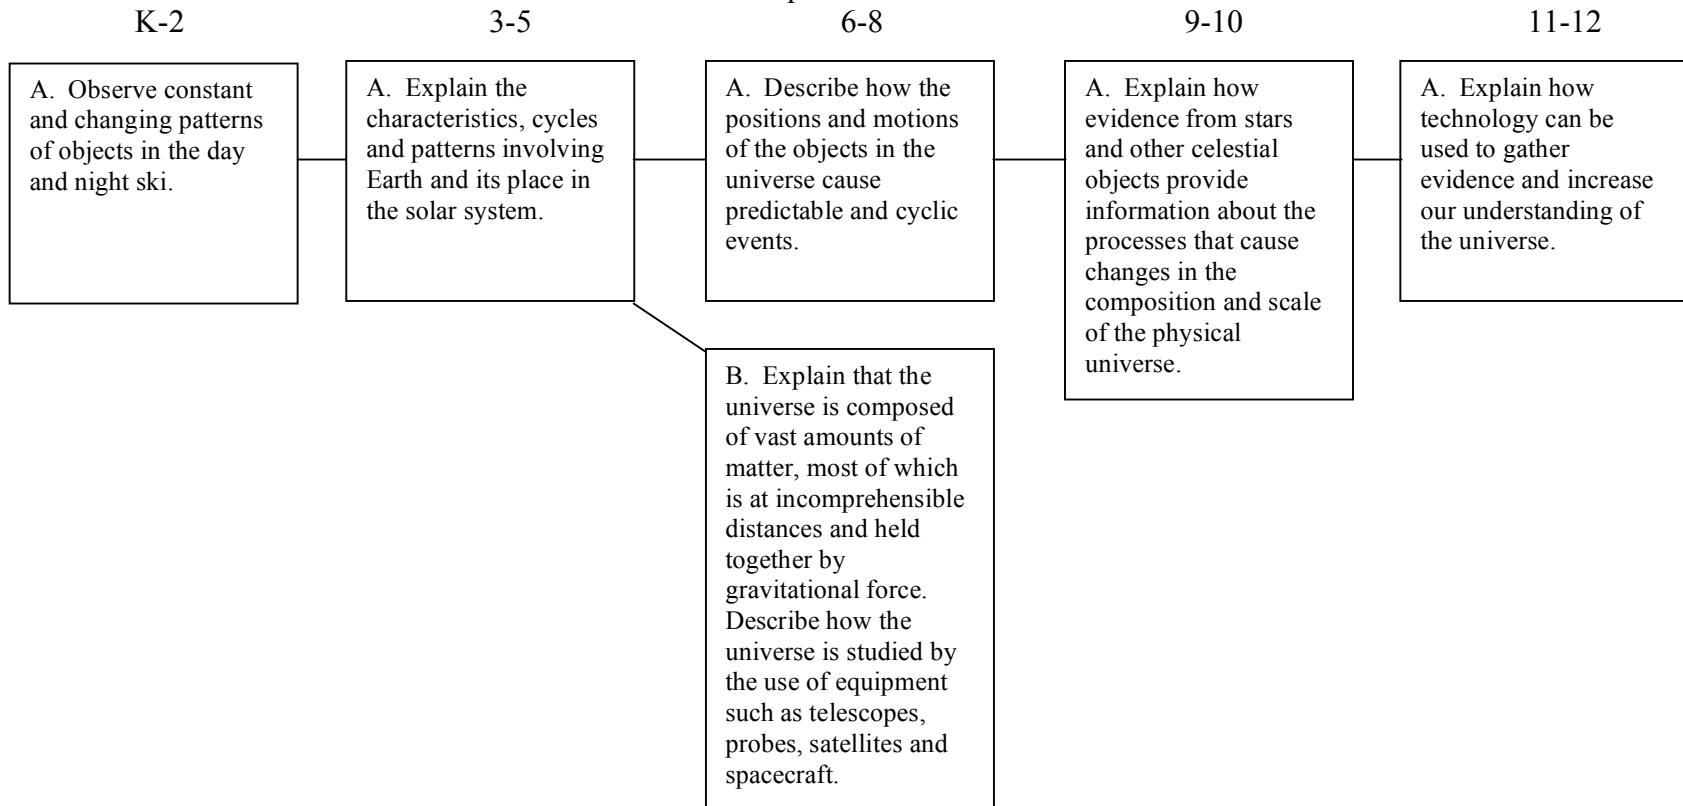 K-2
3-5
6-8
9-10
11-12
A. Observe constant
and changing patterns
of objects in the day
and night ski.
A. Explain the
characteristics, cycles
and patterns involving
Earth and its place in
the solar system.
A. Describe how the
positions and motions
of the objects in the
universe cause
predictable and cyclic
events.
B. Explain that the
universe is composed
of vast amounts of
matter, most of which
is at incomprehensible
distances and held
together by
gravitational force.
Describe how the
universe is studied by
the use of equipment
such as telescopes,
probes, satellites and
spacecraft.
A. Explain how
evidence from stars
and other celestial
objects provide
information about the
processes that cause
changes in the
composition and scale
of the physical
universe.
A. Explain how
technology can be
used to gather
evidence and increase
our understanding of
the universe.